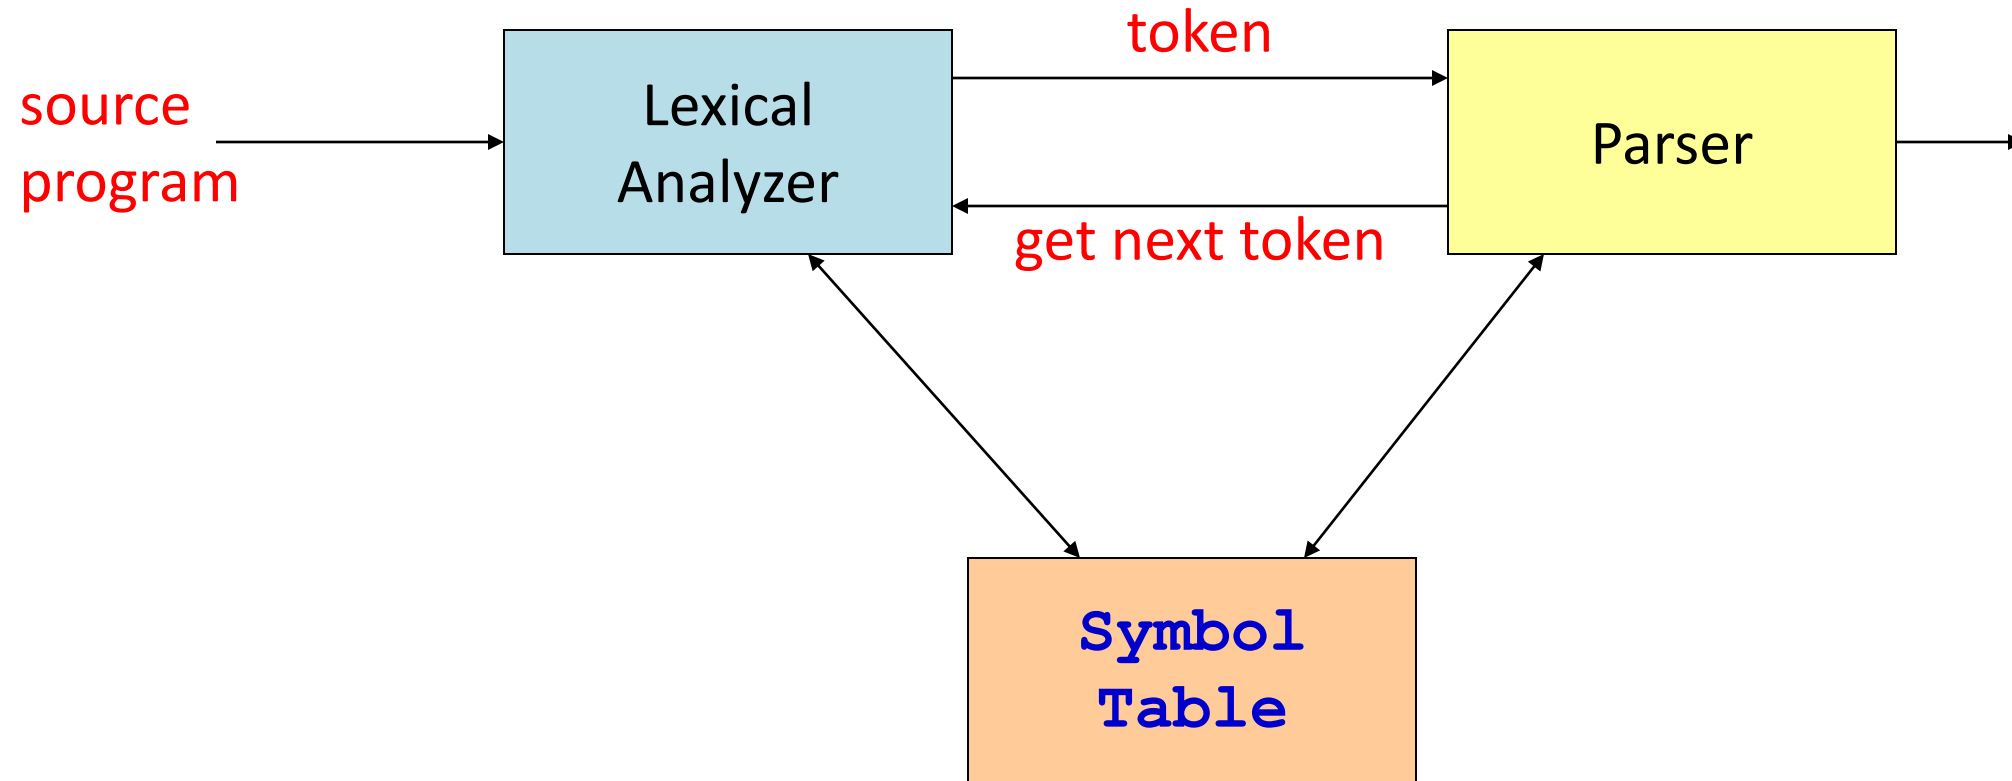 source
program
Lexical
Analyzer
token
get next token
Parser
Symbol
Table